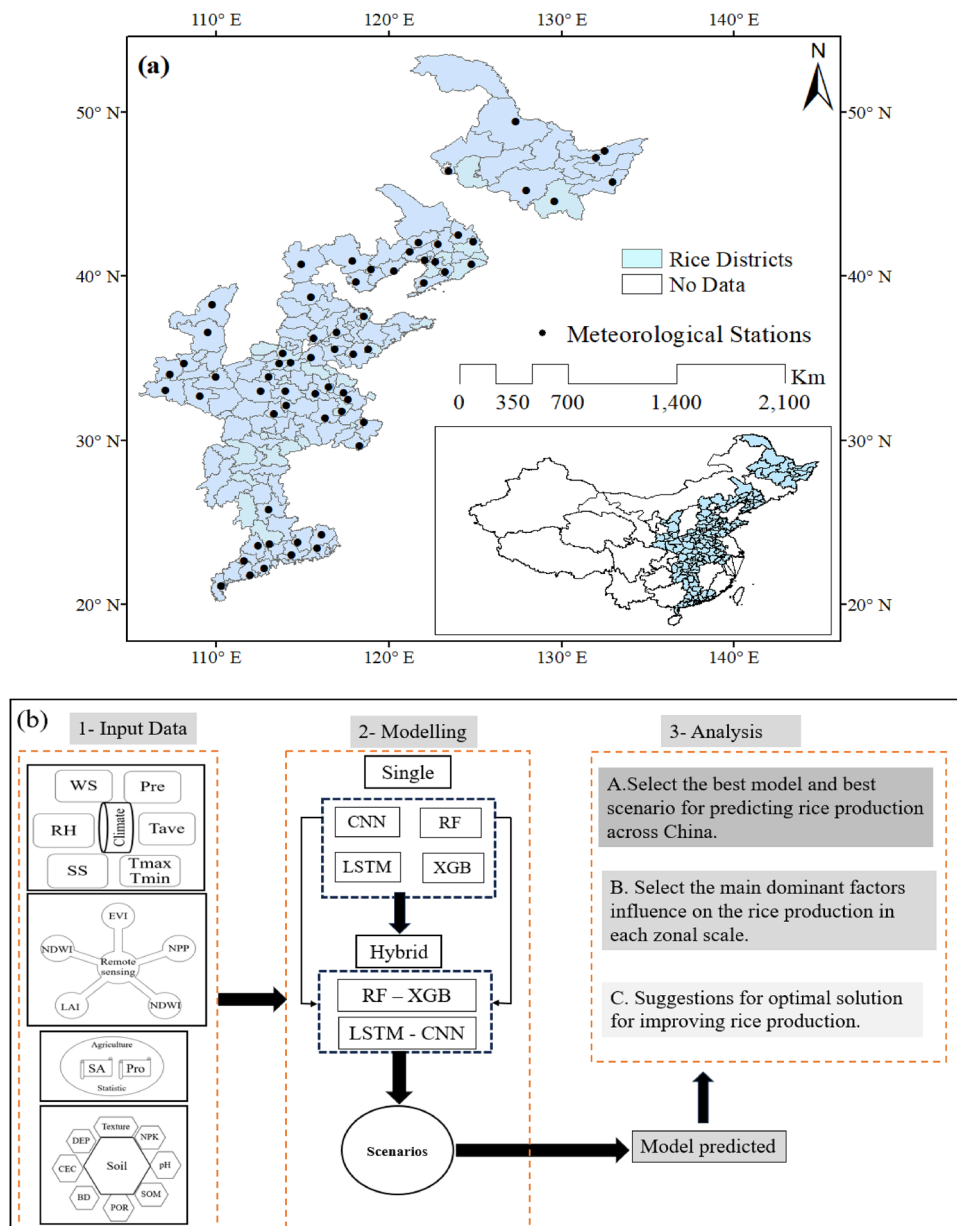 110° E
120° E
130° E
140° E
(a)
N
50° N
50° N
40° N
40° N
30° N
30° N
20° N
20° N
Rice Districts
No Data
Meteorological Stations
Km
0
350
700
1,400
2,100
110° E
120° E
130° E
140° E
(b)
1- Input Data
WS
Pre
RH
Climate
Tave
SS
Tmax
Tmin
EVI
NDWI
NPP
Remote
sensing
LAI
NDWI
Agriculture
SA
Pro
Statistic
Texture
DEP
NPK
CEC
Soil
pH
BD
SOM
POR
2- Modelling
Single
CNN
RF
LSTM
XGB
Hybrid
RF – XGB
LSTM - CNN
Scenarios
3- Analysis
A.Select the best model and best
scenario for predicting rice production
across China.
B. Select the main dominant factors
influence on the rice production in
each zonal scale.
C. Suggestions for optimal solution
for improving rice production.
Model predicted